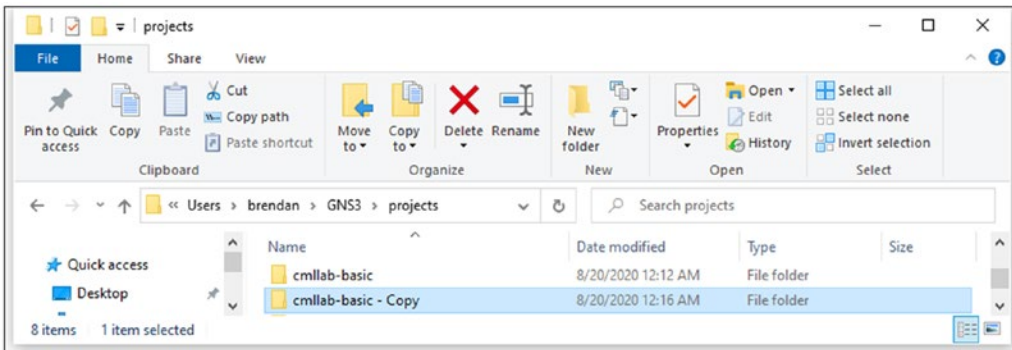 projects
File Home Share View
Pin to Quick access
Copy
Paste
Cut
Copy path
Paste shortcut
Move to
Copy to
Delete
Rename
New folder
Properties
Open
Edit
History
Select all
Select none
Invert selection
Clipboard Organize New Open Select
« Users > brendan > GNS3 > projects
Search projects
Quick access
Desktop
Name Date modified Type Size
cmllab-basic 8/20/2020 12:12 AM File folder
cmllab-basic - Copy 8/20/2020 12:16 AM File folder
8 items 1 item selected